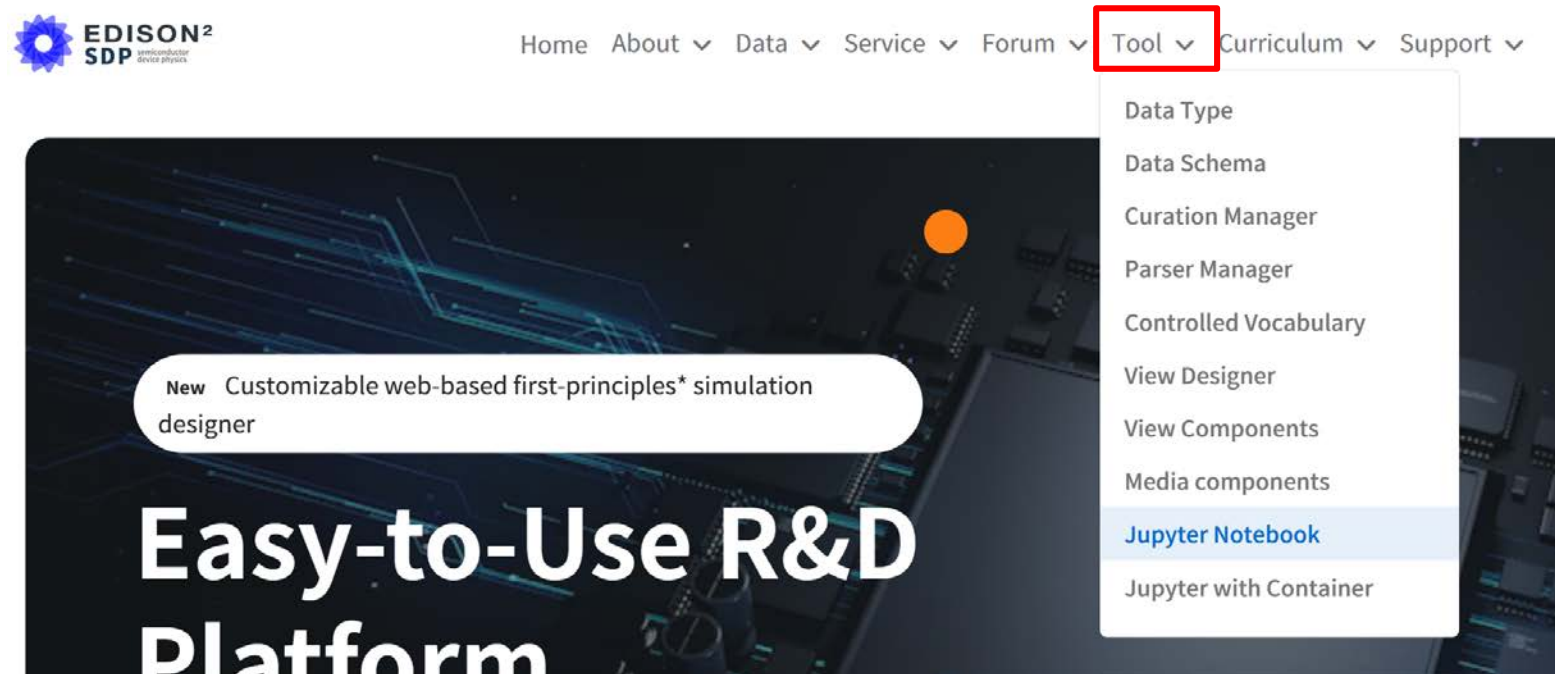 EDISON²
SDP semiconductor device physics
Home About Data Service Forum Tool Curriculum Support
Data Type
Data Schema
Curation Manager
Parser Manager
Controlled Vocabulary
View Designer
View Components
Media components
Jupyter Notebook
Jupyter with Container
New Customizable web-based first-principles* simulation
designer
Easy-to-Use R&D
Platform